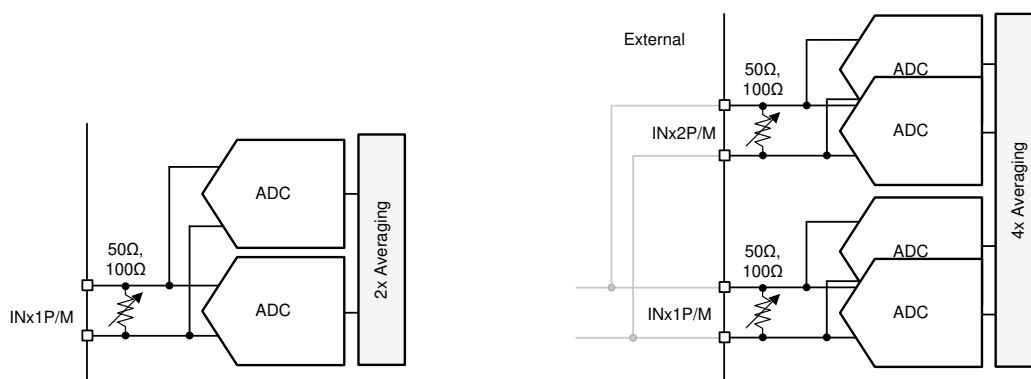 50Ω,
100Ω
INx1P/M
ADC
ADC
2x Averaging
External
50Ω,
100Ω
INx2P/M
ADC
ADC
50Ω,
100Ω
INx1P/M
ADC
ADC
4x Averaging